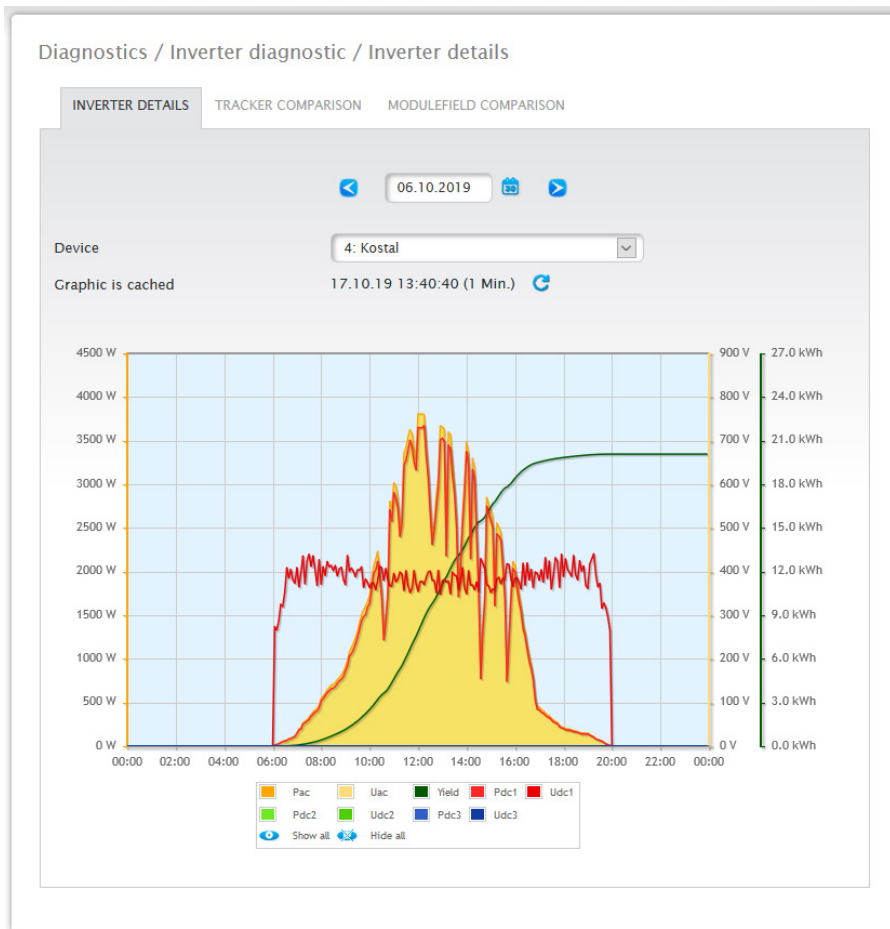 Diagnostics / Inverter diagnostic / Inverter details
INVERTER DETAILS TRACKER COMPARISON MODULEFIELD COMPARISON
06.10.2019 30
Device 4: Kostal
Graphic is cached 17.10.19 13:40:40 (1 Min.)
4500 W 900 V 27.0 kWh
4000 W 800 V 24.0 kWh
3500 W 700 V 21.0 kWh
3000 W 600 V 18.0 kWh
2500 W 500 V 15.0 kWh
2000 W 400 V 12.0 kWh
1500 W 300 V 9.0 kWh
1000 W 200 V 6.0 kWh
500 W 100 V 3.0 kWh
0 W 0 V 0.0 kWh
00:00 02:00 04:00 06:00 08:00 10:00 12:00 14:00 16:00 18:00 20:00 22:00 00:00
Pac Uac Yield Pdc1 Udc1
Pdc2 Udc2 Pdc3 Udc3
Show all Hide all